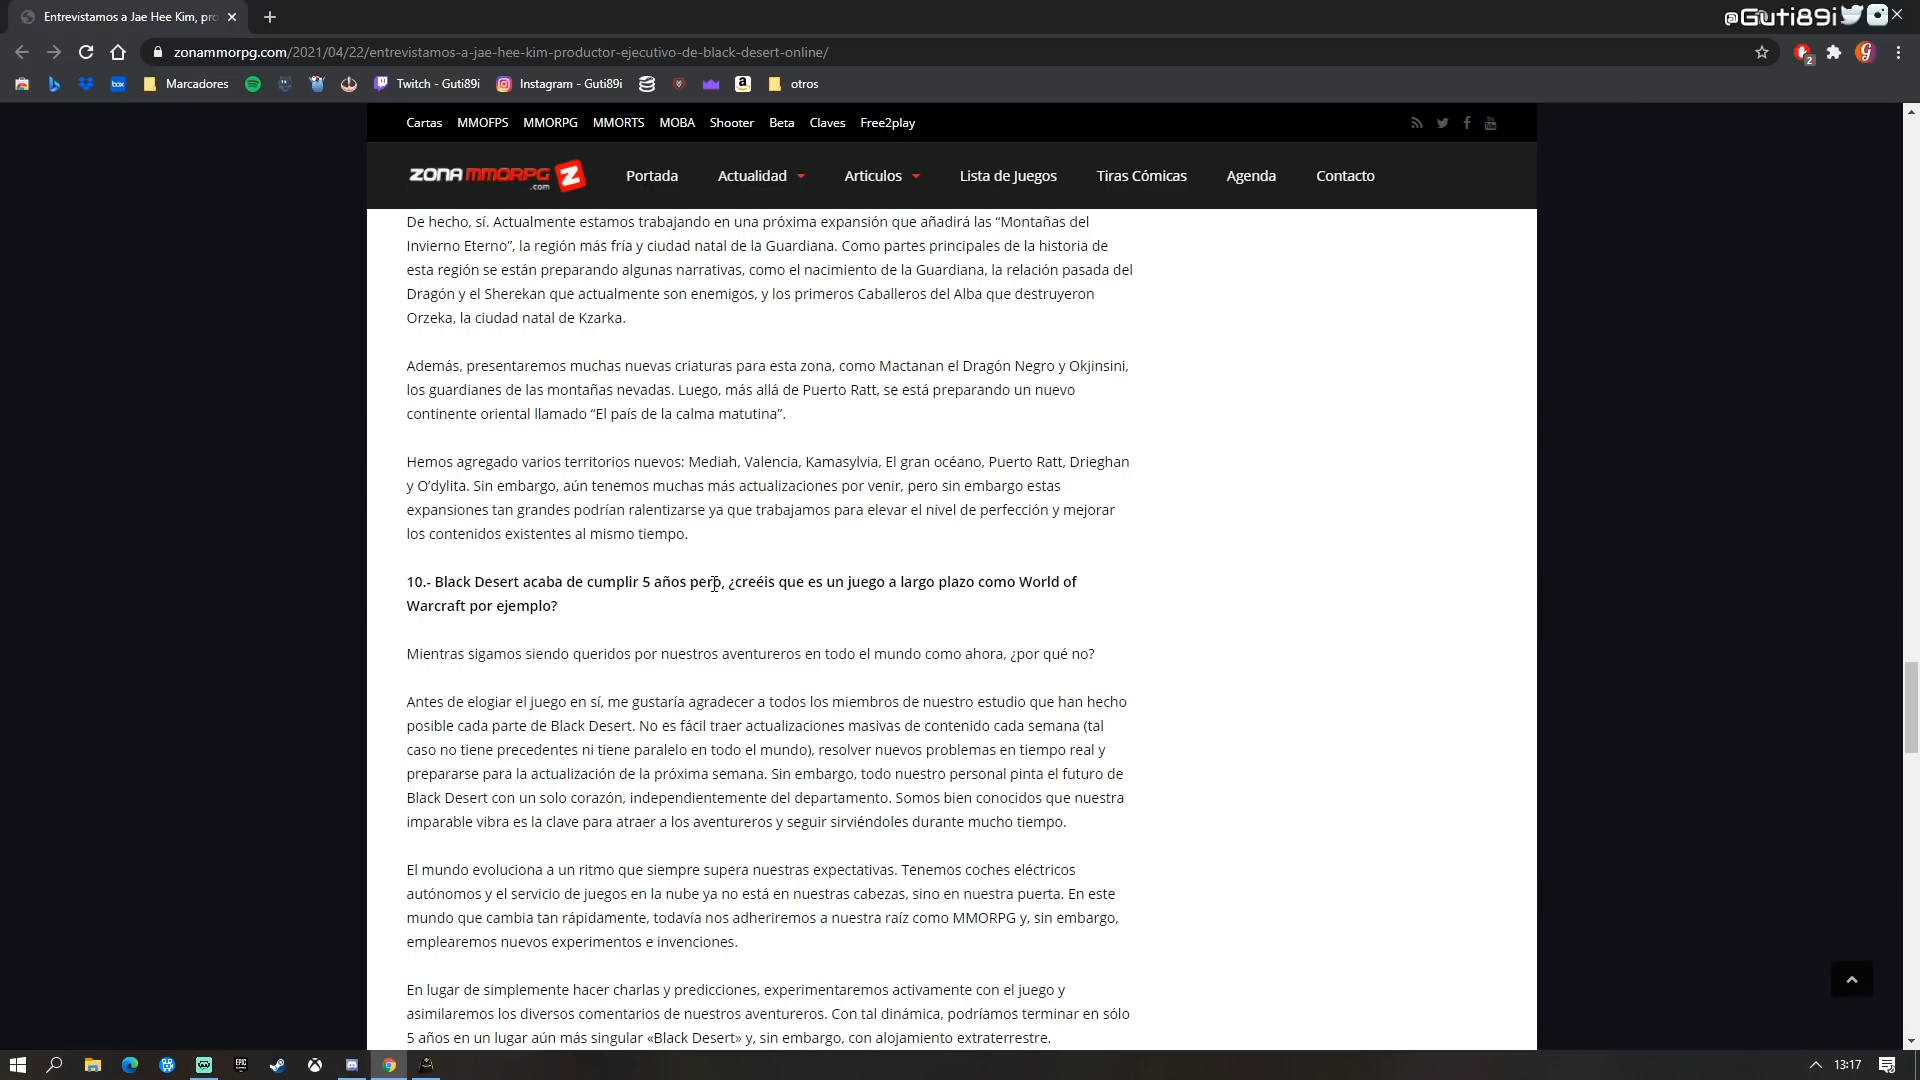 Entrevistamos a Jae Hee Kim, pro
@Guti89i
zonammorpg.com/2021/04/22/entrevistamos-a-jae-hee-kim-productor-ejecutivo-de-black-desert-online/
2
Marcadores
Twitch - Guti89i
Instagram - Guti89i
otros
Cartas MMOFPS MMORPG MMORTS MOBA Shooter Beta Claves Free2play
ZONAMMORPG.com Z
Portada Actualidad Articulos Lista de Juegos Tiras Cómicas Agenda Contacto
De hecho, sí. Actualmente estamos trabajando en una próxima expansión que añadirá las “Montañas del
Invierno Eterno”, la región más fría y ciudad natal de la Guardiana. Como partes principales de la historia de
esta región se están preparando algunas narrativas, como el nacimiento de la Guardiana, la relación pasada del
Dragón y el Sherekan que actualmente son enemigos, y los primeros Caballeros del Alba que destruyeron
Orzeka, la ciudad natal de Kzarka.
Además, presentaremos muchas nuevas criaturas para esta zona, como Mactanan el Dragón Negro y Okjinsini,
los guardianes de las montañas nevadas. Luego, más allá de Puerto Ratt, se está preparando un nuevo
continente oriental llamado “El país de la calma matutina”.
Hemos agregado varios territorios nuevos: Mediah, Valencia, Kamasylvia, El gran océano, Puerto Ratt, Drieghan
y O’dylita. Sin embargo, aún tenemos muchas más actualizaciones por venir, pero sin embargo estas
expansiones tan grandes podrían ralentizarse ya que trabajamos para elevar el nivel de perfección y mejorar
los contenidos existentes al mismo tiempo.
10.- Black Desert acaba de cumplir 5 años pero, ¿creéis que es un juego a largo plazo como World of
Warcraft por ejemplo?
Mientras sigamos siendo queridos por nuestros aventureros en todo el mundo como ahora, ¿por qué no?
Antes de elogiar el juego en sí, me gustaría agradecer a todos los miembros de nuestro estudio que han hecho
posible cada parte de Black Desert. No es fácil traer actualizaciones masivas de contenido cada semana (tal
caso no tiene precedentes ni tiene paralelo en todo el mundo), resolver nuevos problemas en tiempo real y
prepararse para la actualización de la próxima semana. Sin embargo, todo nuestro personal pinta el futuro de
Black Desert con un solo corazón, independientemente del departamento. Somos bien conocidos que nuestra
imparable vibra es la clave para atraer a los aventureros y seguir sirviéndoles durante mucho tiempo.
El mundo evoluciona a un ritmo que siempre supera nuestras expectativas. Tenemos coches eléctricos
autónomos y el servicio de juegos en la nube ya no está en nuestras cabezas, sino en nuestra puerta. En este
mundo que cambia tan rápidamente, todavía nos adheriremos a nuestra raíz como MMORPG y, sin embargo,
emplearemos nuevos experimentos e invenciones.
En lugar de simplemente hacer charlas y predicciones, experimentaremos activamente con el juego y
asimilaremos los diversos comentarios de nuestros aventureros. Con tal dinámica, podríamos terminar en sólo
5 años en un lugar aún más singular «Black Desert» y, sin embargo, con alojamiento extraterrestre.
13:17